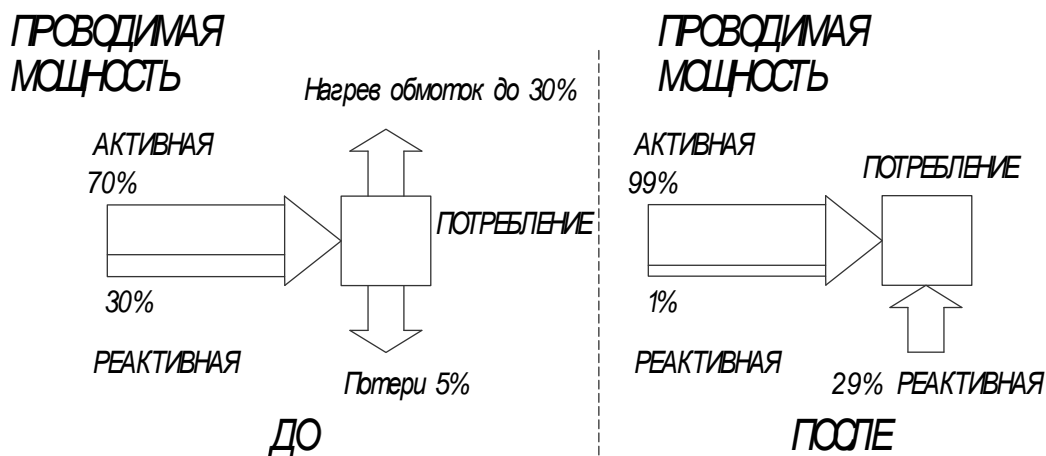 ПРОВОДИМАЯ
МОЩНОСТЬ
Нагрев обмоток до 30%
АКТИВНАЯ
70%
ПОТРЕБЛЕНИЕ
30%
РЕАКТИВНАЯ
Потери 5%
ДО
ПРОВОДИМАЯ
МОЩНОСТЬ
АКТИВНАЯ
99%
ПОТРЕБЛЕНИЕ
1%
РЕАКТИВНАЯ
29% РЕАКТИВНАЯ
ПОСЛЕ